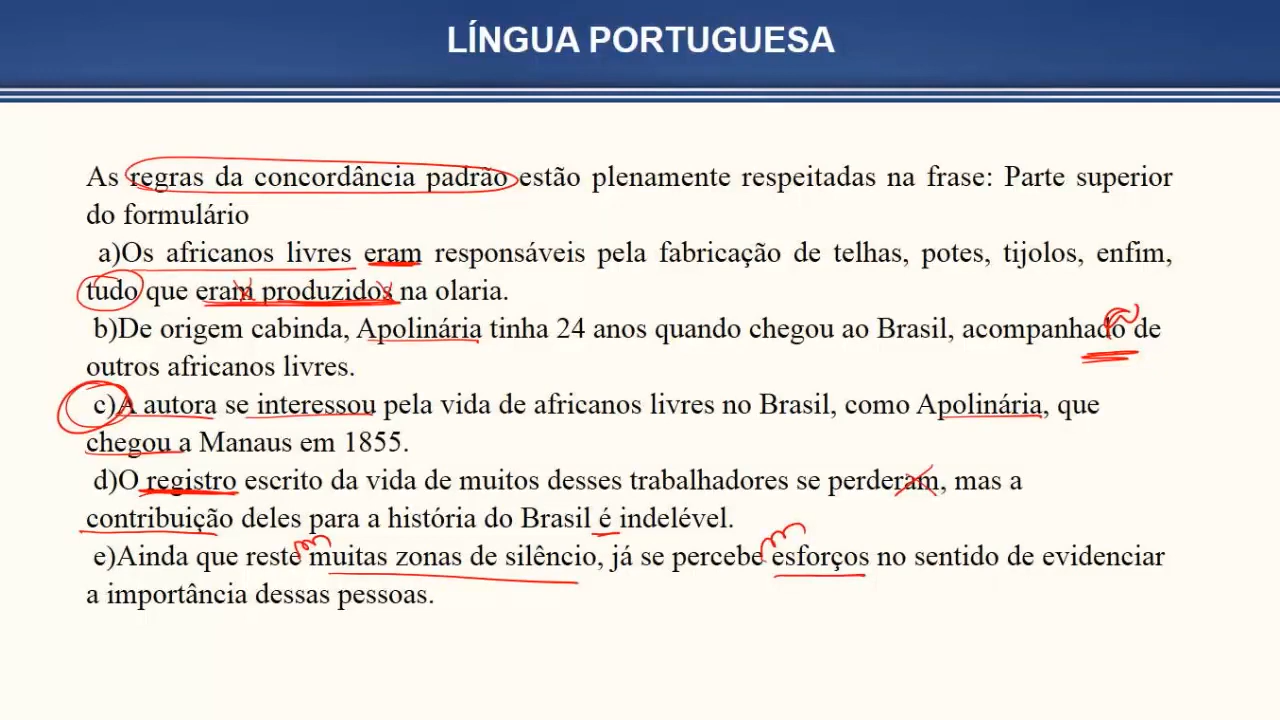 LÍNGUA PORTUGUESA
As regras da concordância padrão estão plenamente respeitadas na frase: Parte superior
do formulário
a)Os africanos livres eram responsáveis pela fabricação de telhas, potes, tijolos, enfim,
tudo que eram produzidos na olaria.
b)De origem cabinda, Apolinária tinha 24 anos quando chegou ao Brasil, acompanhado de
outros africanos livres.
c)A autora se interessou pela vida de africanos livres no Brasil, como Apolinária, que
chegou a Manaus em 1855.
d)O registro escrito da vida de muitos desses trabalhadores se perderam, mas a
contribuição deles para a história do Brasil é indelével.
e)Ainda que reste muitas zonas de silêncio, já se percebe esforços no sentido de evidenciar
a importância dessas pessoas.